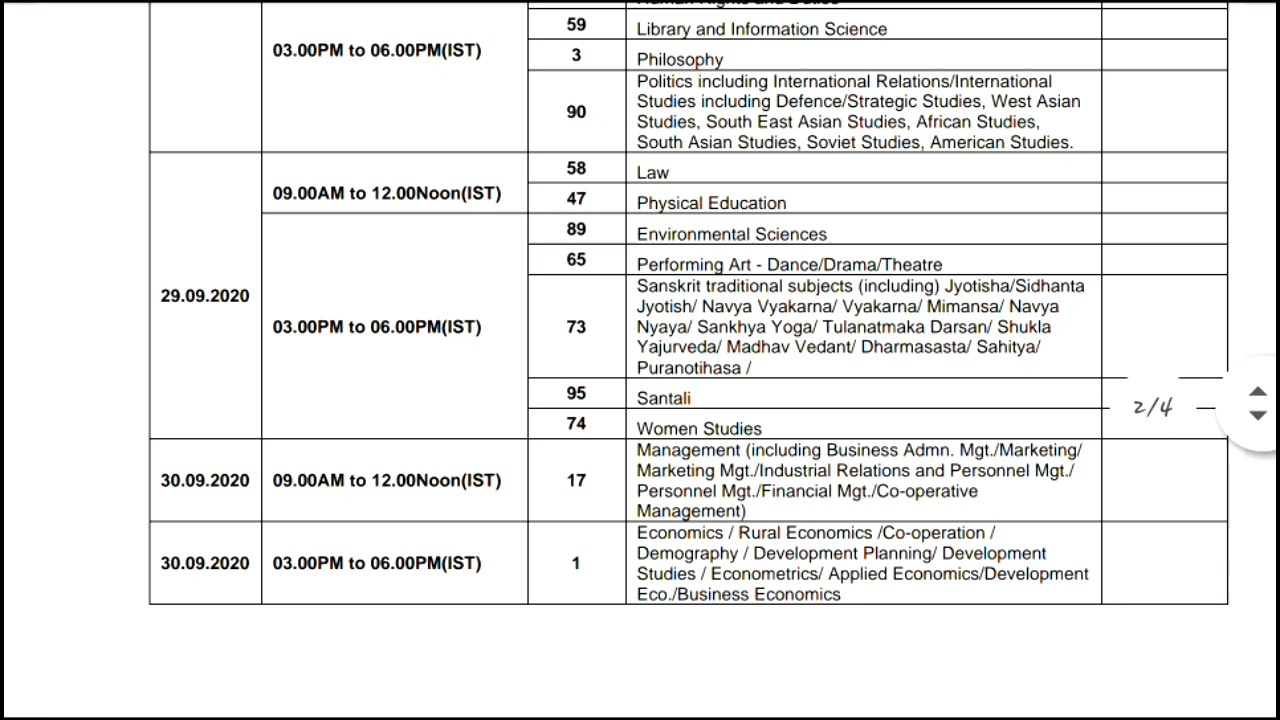 Human Rights and Duties
59
Library and Information Science
03.00PM to 06.00PM(IST)
3
Philosophy
90
Politics including International Relations/International
Studies including Defence/Strategic Studies, West Asian
Studies, South East Asian Studies, African Studies,
South Asian Studies, Soviet Studies, American Studies.
29.09.2020
09.00AM to 12.00Noon(IST)
58
Law
47
Physical Education
03.00PM to 06.00PM(IST)
89
Environmental Sciences
65
Performing Art - Dance/Drama/Theatre
73
Sanskrit traditional subjects (including) Jyotisha/Sidhanta
Jyotish/ Navya Vyakarna/ Vyakarna/ Mimansa/ Navya
Nyaya/ Sankhya Yoga/ Tulanatmaka Darsan/ Shukla
Yajurveda/ Madhav Vedant/ Dharmasasta/ Sahitya/
Puranotihasa /
95
Santali
2/4
74
Women Studies
30.09.2020
09.00AM to 12.00Noon(IST)
17
Management (including Business Admn. Mgt./Marketing/
Marketing Mgt./Industrial Relations and Personnel Mgt./
Personnel Mgt./Financial Mgt./Co-operative
Management)
30.09.2020
03.00PM to 06.00PM(IST)
1
Economics / Rural Economics /Co-operation /
Demography / Development Planning/ Development
Studies / Econometrics/ Applied Economics/Development
Eco./Business Economics